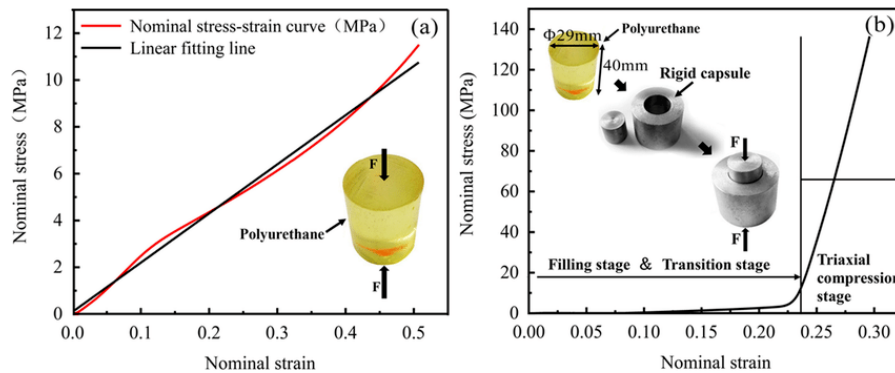 (a)
Nominal stress-strain curve（MPa）
Linear fitting line
12
10
8
6
4
2
0
Nominal stress（MPa）
F
Polyurethane
F
0.0
0.1
0.2
0.3
0.4
0.5
Nominal strain
(b)
140
120
100
80
60
40
20
0
Nominal stress (MPa)
Φ29mm
Polyurethane
40mm
Rigid capsule
F
F
Filling stage & Transition stage
Triaxial
compression
stage
0.00
0.05
0.10
0.15
0.20
0.25
0.30
Nominal strain